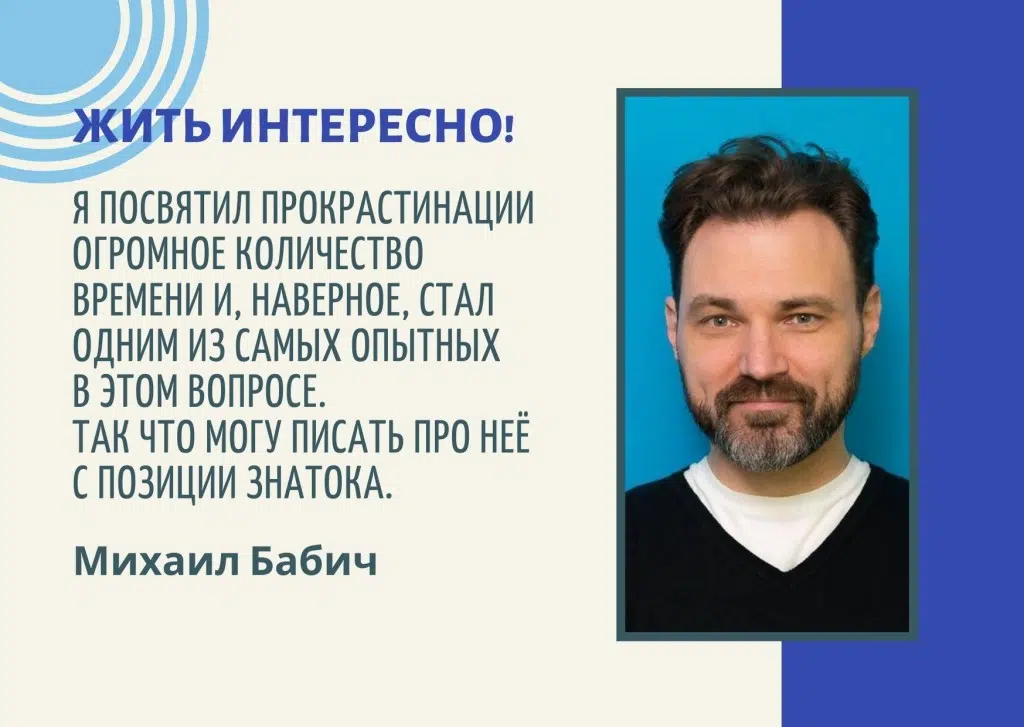 ЖИТЬ ИНТЕРЕСНО!
Я ПОСВЯТИЛ ПРОКРАСТИНАЦИИ
ОГРОМНОЕ КОЛИЧЕСТВО
ВРЕМЕНИ И, НАВЕРНОЕ, СТАЛ
ОДНИМ ИЗ САМЫХ ОПЫТНЫХ
В ЭТОМ ВОПРОСЕ.
ТАК ЧТО МОГУ ПИСАТЬ ПРО НЕЁ
С ПОЗИЦИИ ЗНАТОКА.
Михаил Бабич